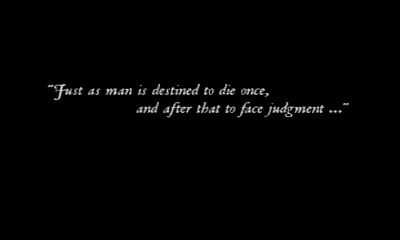 "Just as man is destined to die once,
and after that to face judgment ..."